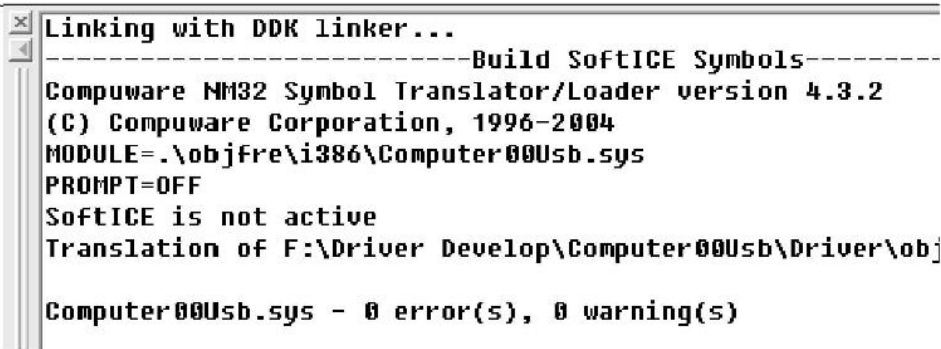 Linking with DDK linker...
---------------------------Build SoftICE Symbols---------
Compuware NM32 Symbol Translator/Loader version 4.3.2
(C) Compuware Corporation, 1996-2004
MODULE=.\objfre\i386\Computer00Usb.sys
PROMPT=OFF
SoftICE is not active
Translation of F:\Driver Develop\Computer00Usb\Driver\obj
Computer00Usb.sys - 0 error(s), 0 warning(s)